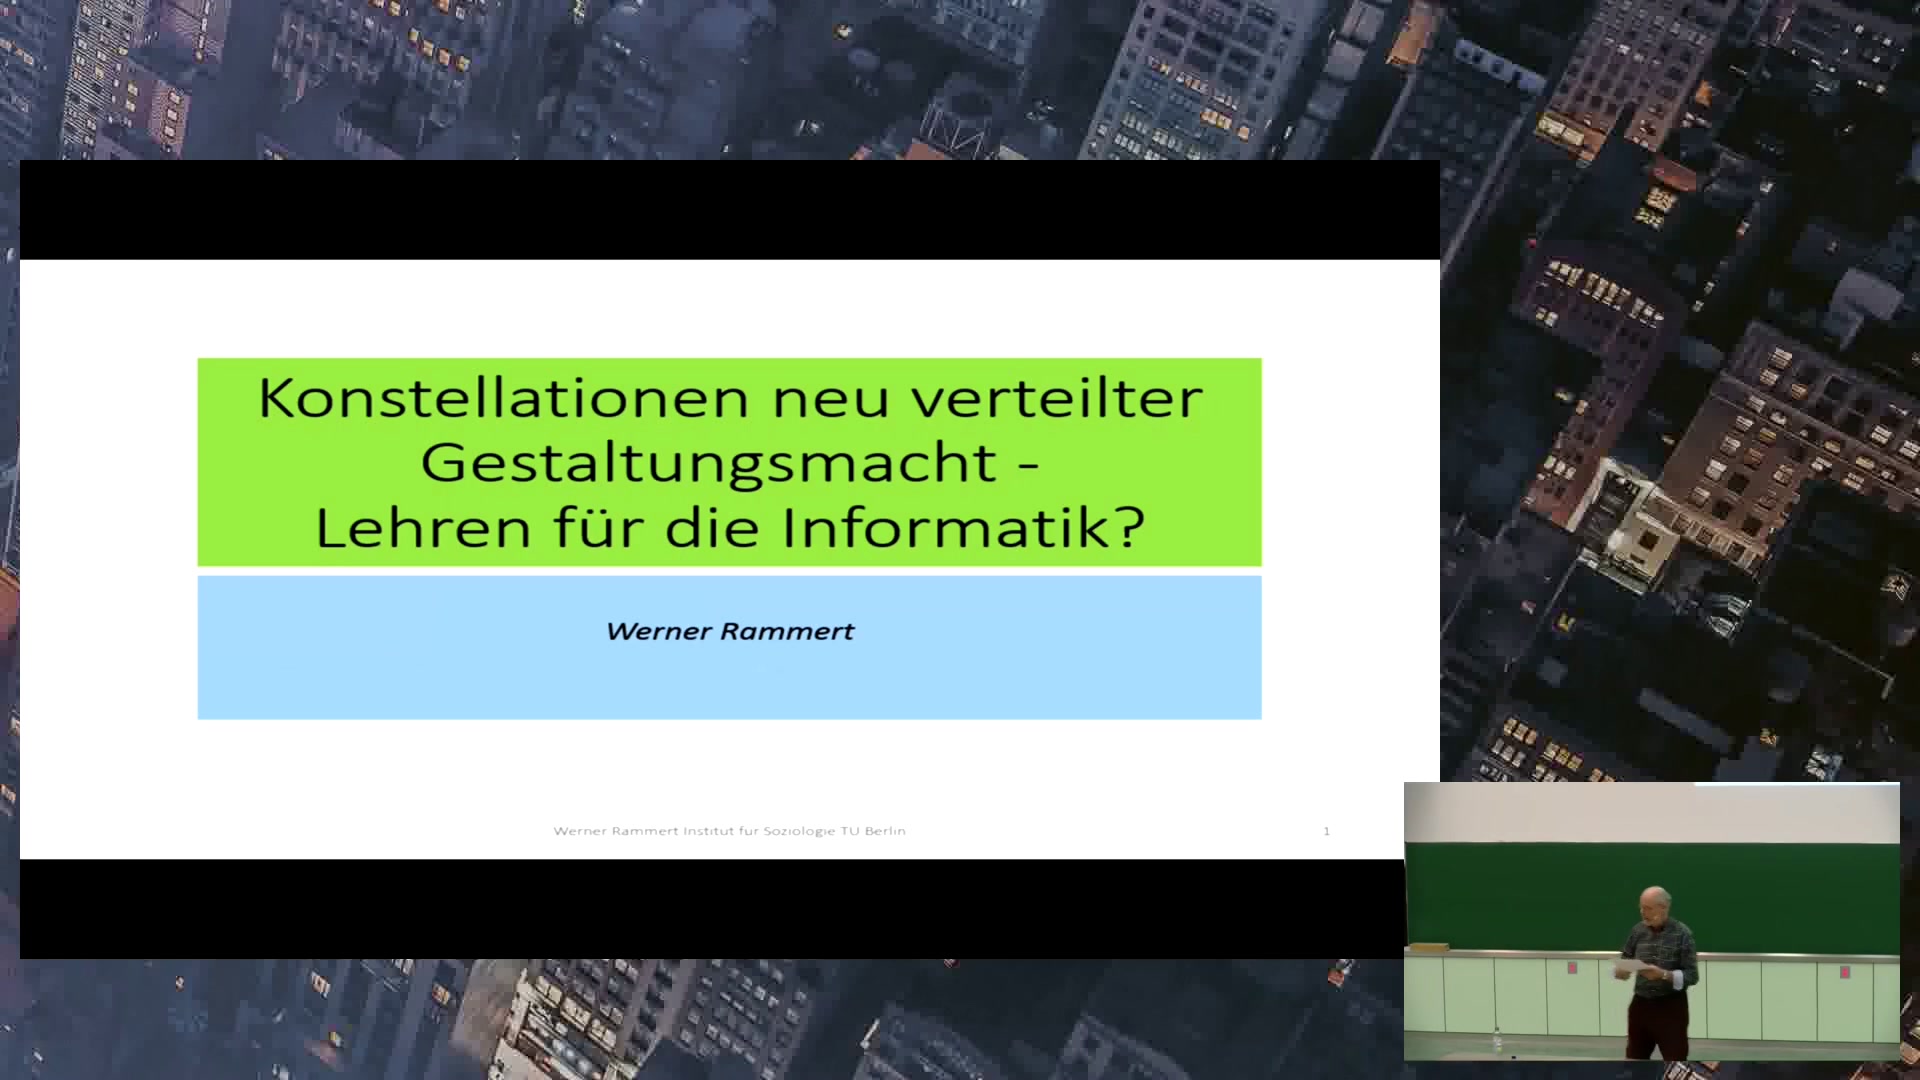 Konstellationen neu verteilter
Gestaltungsmacht -
Lehren für die Informatik?
Werner Rammert
Werner Rammert Institut für Soziologie TU Berlin
1